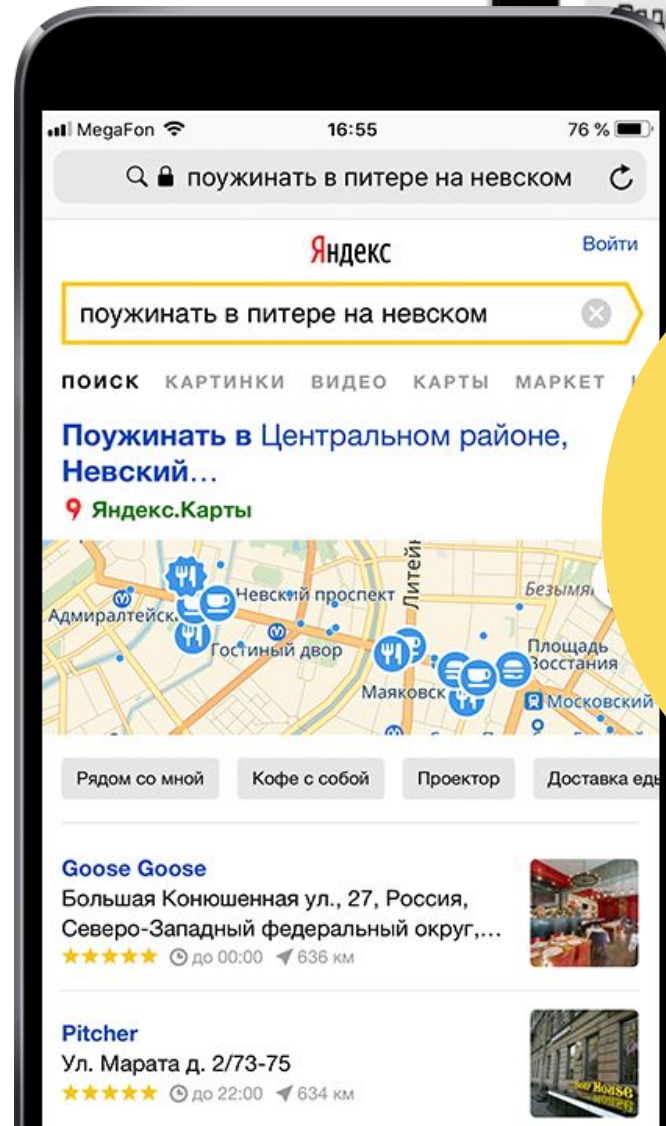 MegaFon 16:55 76 %
поужинать в питере на невском
Яндекс Войти
поужинать в питере на невском
ПОИСК КАРТИНКИ ВИДЕО КАРТЫ МАРКЕТ
Поужинать в Центральном районе,
Невский…
Яндекс.Карты
Литейн
Невский проспект
Безымя
Адмиралтейск
Гостиный двор
Площадь
Восстания
Маяковск
Московский
Рядом со мной Кофе с собой Проектор Доставка еды
Goose Goose
Большая Конюшенная ул., 27, Россия,
Северо-Западный федеральный округ,…
до 00:00 636 км
Pitcher
Ул. Марата д. 2/73-75
до 22:00 634 км